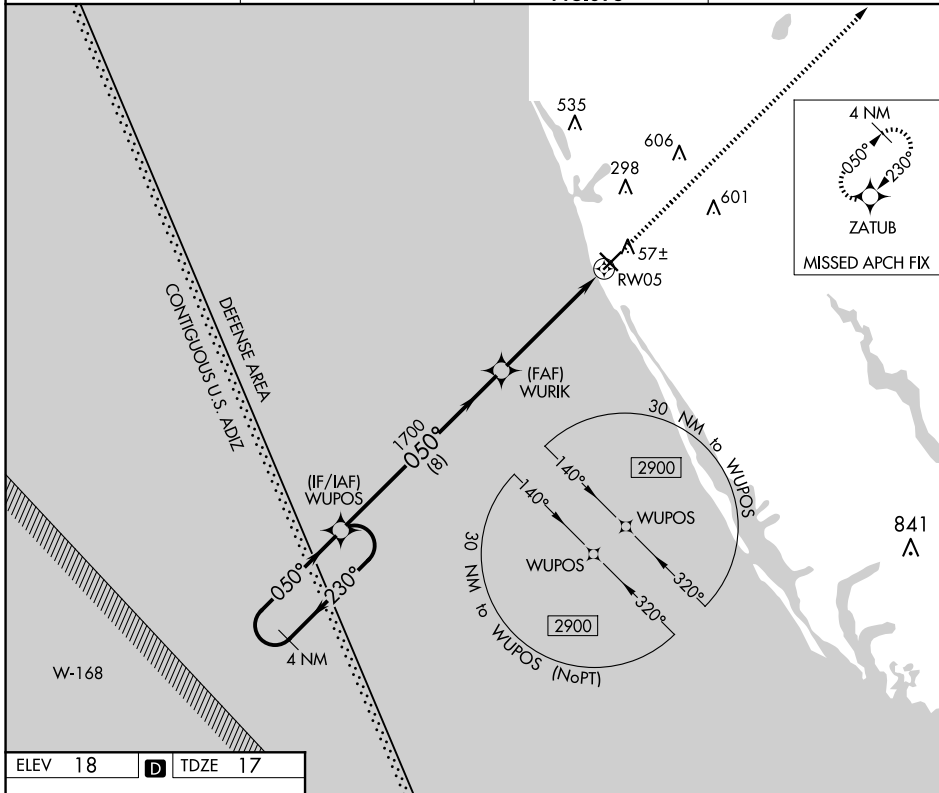 535
606
298
601
57±
RW05
4 NM
050°
230°
ZATUB
MISSED APCH FIX
DEFENSE AREA
CONTIGUOUS U.S. ADIZ
(FAF)
WURIK
1700
050°
(8)
(IF/IAF)
WUPOS
050°
230°
4 NM
30 NM to WUPOS
2900
140°
WUPOS
320°
140°
WUPOS
320°
2900
30 NM to WUPOS (NoPT)
841
W-168
ELEV 18 D TDZE 17